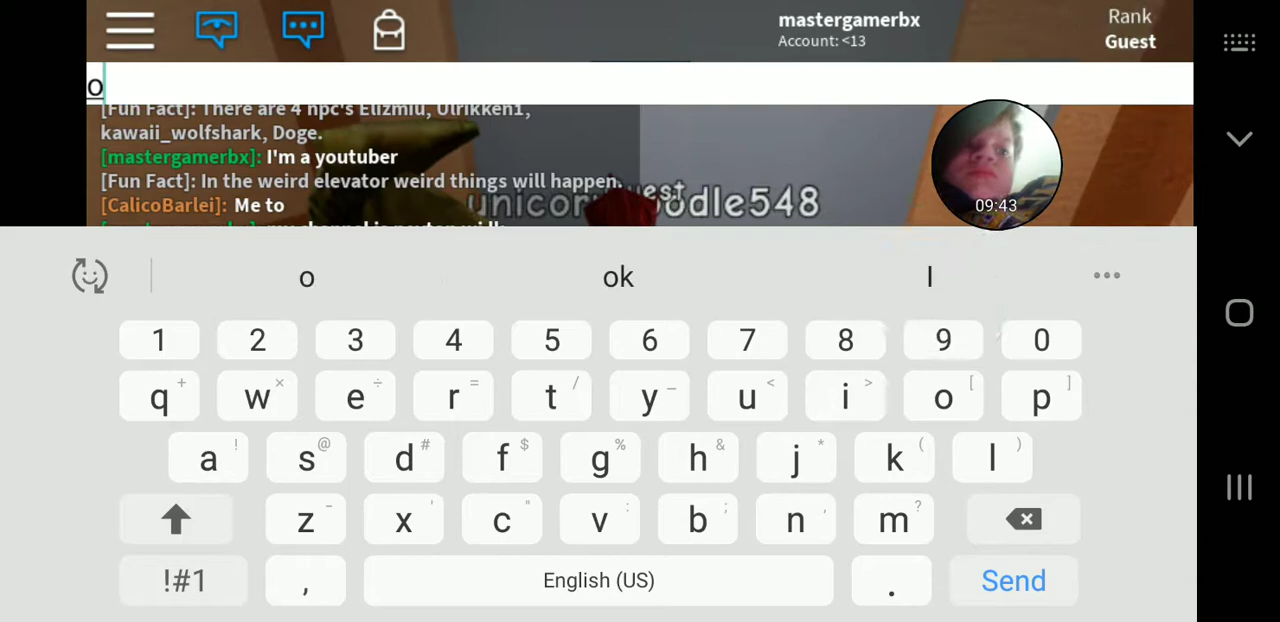 mastergamerbx
Account: <13
Rank
Guest
o
[Fun Fact]: There are 4 npc's Elizmiu, Ulrikken1,
kawaii_wolfshark, Doge.
[mastergamerbx]: I'm a youtuber
[Fun Fact]: In the weird elevator weird things will happen.
[CalicoBarlei]: Me to
09:43
o ok I
1 2 3 4 5 6 7 8 9 0
q + w × e ÷ r = t / y _ u < i > o [ p ]
a ! s @ d # f $ g % h & j * k ( l )
z - x ' c " v : b ; n , m ?
!#1 , English (US) . Send